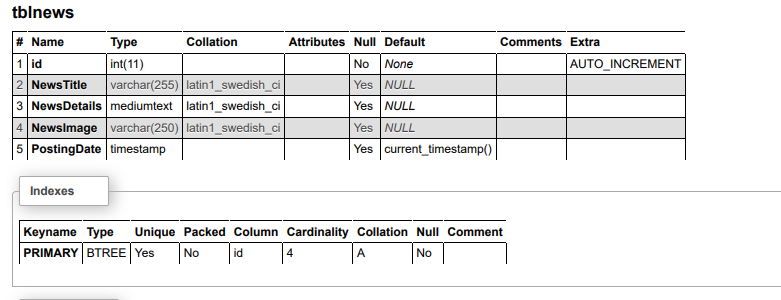 tblnews
# Name Type Collation Attributes Null Default Comments Extra
1 id int(11) No None AUTO_INCREMENT
2 NewsTitle varchar(255) latin1_swedish_ci Yes NULL
3 NewsDetails mediumtext latin1_swedish_ci Yes NULL
4 NewsImage varchar(250) latin1_swedish_ci Yes NULL
5 PostingDate timestamp Yes current_timestamp()
Indexes
Keyname Type Unique Packed Column Cardinality Collation Null Comment
PRIMARY BTREE Yes No id 4 A No